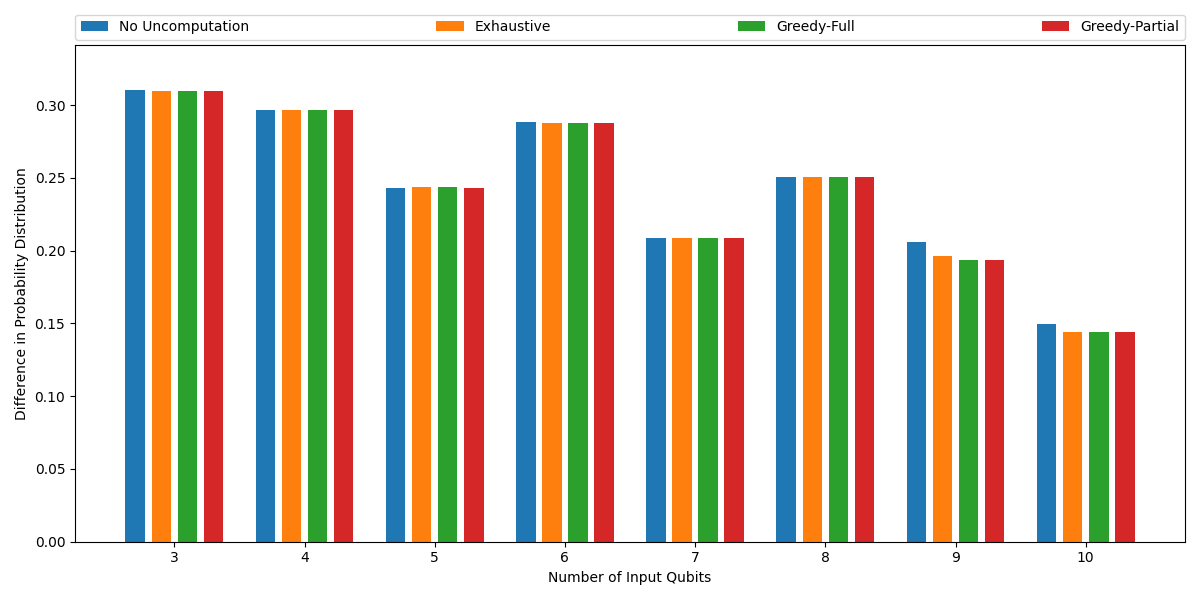 No Uncomputation Exhaustive Greedy-Full Greedy-Partial
Difference in Probability Distribution
0.30
0.25
0.20
0.15
0.10
0.05
0.00
3 4 5 6 7 8 9 10
Number of Input Qubits